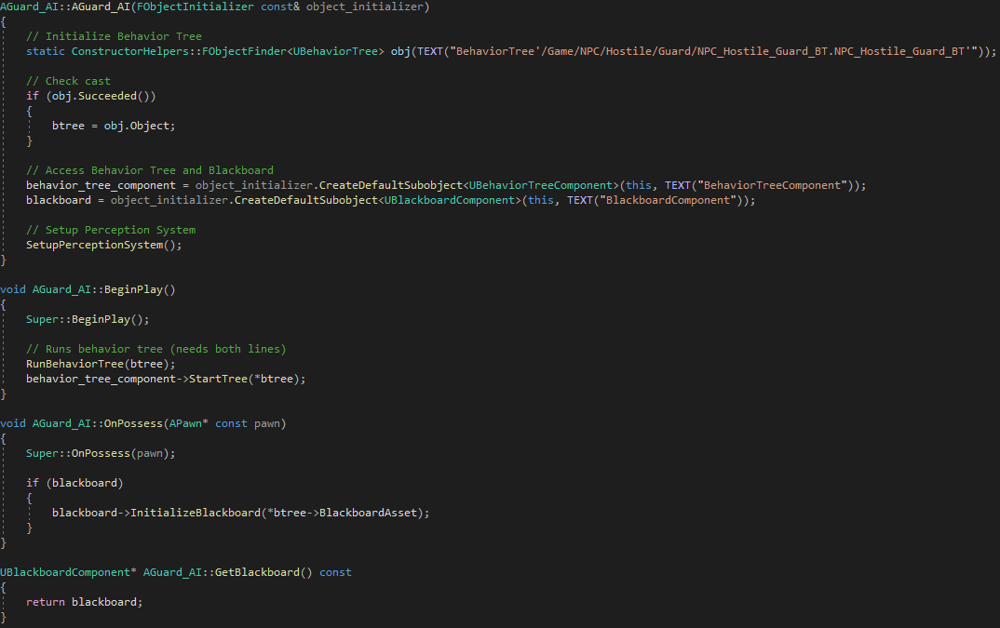 AGuard_AI::AGuard_AI(FObjectInitializer const& object_initializer)
{
    // Initialize Behavior Tree
    static ConstructorHelpers::FObjectFinder<UBehaviorTree> obj(TEXT("BehaviorTree'/Game/NPC/Hostile/Guard/NPC_Hostile_Guard_BT.NPC_Hostile_Guard_BT'"));

    // Check cast
    if (obj.Succeeded())
    {
        btree = obj.Object;
    }

    // Access Behavior Tree and Blackboard
    behavior_tree_component = object_initializer.CreateDefaultSubobject<UBehaviorTreeComponent>(this, TEXT("BehaviorTreeComponent"));
    blackboard = object_initializer.CreateDefaultSubobject<UBlackboardComponent>(this, TEXT("BlackboardComponent"));

    // Setup Perception System
    SetupPerceptionSystem();
}

void AGuard_AI::BeginPlay()
{
    Super::BeginPlay();

    // Runs behavior tree (needs both lines)
    RunBehaviorTree(btree);
    behavior_tree_component->StartTree(*btree);
}

void AGuard_AI::OnPossess(APawn* const pawn)
{
    Super::OnPossess(pawn);

    if (blackboard)
    {
        blackboard->InitializeBlackboard(*btree->BlackboardAsset);
    }
}

UBlackboardComponent* AGuard_AI::GetBlackboard() const
{
    return blackboard;
}